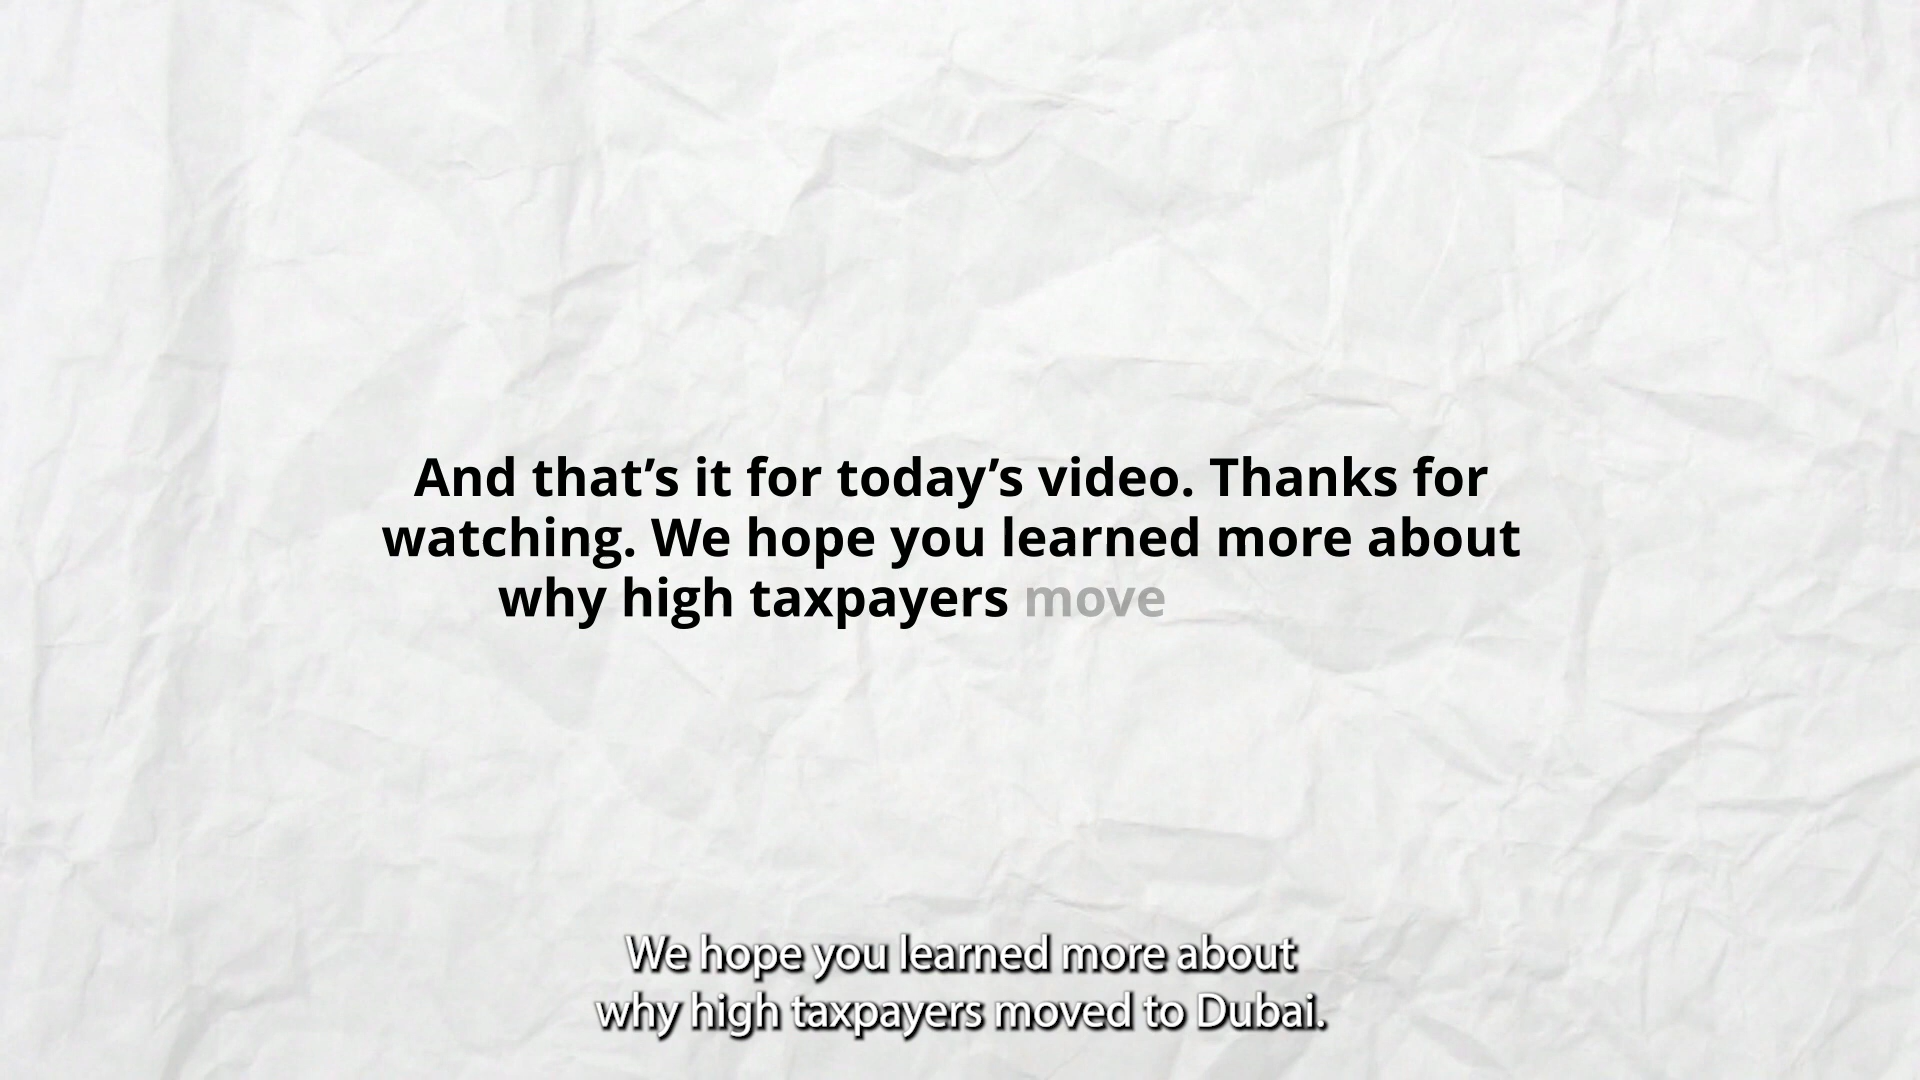 And that’s it for today’s video. Thanks for
watching. We hope you learned more about
why high taxpayers move
We hope you learned more about
why high taxpayers moved to Dubai.